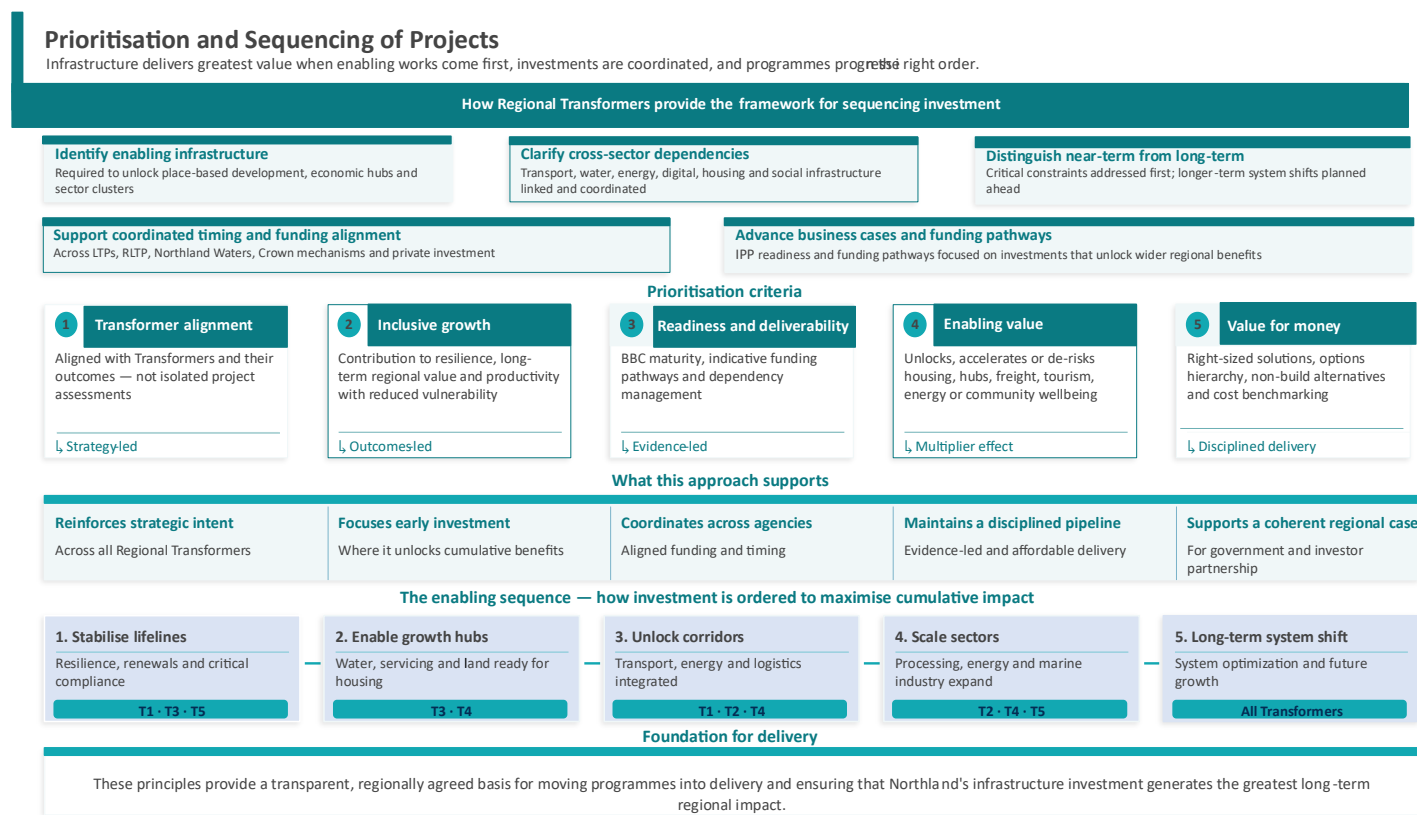 Prioritisation and Sequencing of Projects
Infrastructure delivers greatest value when enabling works come first, investments are coordinated, and programmes progress in the right order.
How Regional Transformers provide the framework for sequencing investment
Identify enabling infrastructure
Required to unlock place-based development, economic hubs and
sector clusters
Clarify cross-sector dependencies
Transport, water, energy, digital, housing and social infrastructure
linked and coordinated
Distinguish near-term from long-term
Critical constraints addressed first; longer-term system shifts planned
ahead
Support coordinated timing and funding alignment
Across LTPs, RLTP, Northland Waters, Crown mechanisms and private investment
Advance business cases and funding pathways
IPP readiness and funding pathways focused on investments that unlock wider regional benefits
Prioritisation criteria
1 Transformer alignment
Aligned with Transformers and their
outcomes — not isolated project
assessments
↳ Strategy-led
2 Inclusive growth
Contribution to resilience, long-
term regional value and productivity
with reduced vulnerability
↳ Outcomes-led
3 Readiness and deliverability
BBC maturity, indicative funding
pathways and dependency
management
↳ Evidence-led
4 Enabling value
Unlocks, accelerates or de-risks
housing, hubs, freight, tourism,
energy or community wellbeing
↳ Multiplier effect
5 Value for money
Right-sized solutions, options
hierarchy, non-build alternatives
and cost benchmarking
↳ Disciplined delivery
What this approach supports
Reinforces strategic intent
Across all Regional Transformers
Focuses early investment
Where it unlocks cumulative benefits
Coordinates across agencies
Aligned funding and timing
Maintains a disciplined pipeline
Evidence-led and affordable delivery
Supports a coherent regional case
For government and investor
partnership
The enabling sequence — how investment is ordered to maximise cumulative impact
1. Stabilise lifelines
Resilience, renewals and critical
compliance
T1 · T3 · T5
2. Enable growth hubs
Water, servicing and land ready for
housing
T3 · T4
3. Unlock corridors
Transport, energy and logistics
integrated
T1 · T2 · T4
4. Scale sectors
Processing, energy and marine
industry expand
T2 · T4 · T5
5. Long-term system shift
System optimization and future
growth
All Transformers
Foundation for delivery
These principles provide a transparent, regionally agreed basis for moving programmes into delivery and ensuring that Northland's infrastructure investment generates the greatest long-term
regional impact.